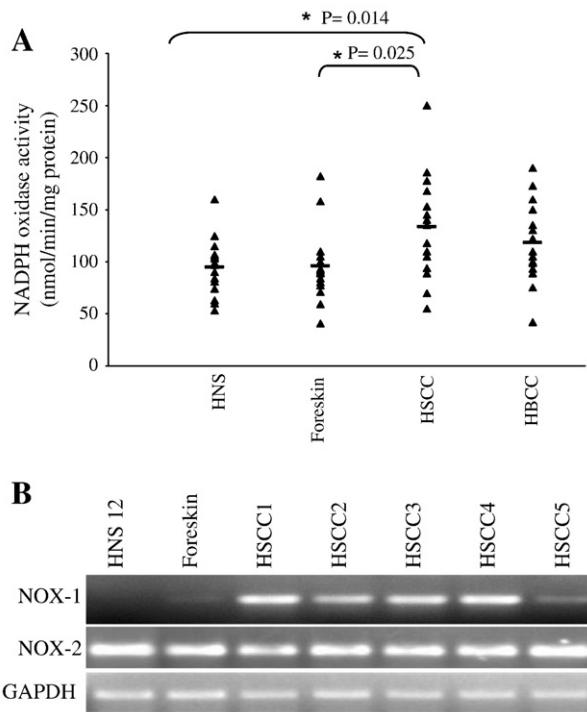 A
* P= 0.014
* P= 0.025
NADPH oxidase activity
(nmol/min/mg protein)
300
250
200
150
100
50
0
HNS
Foreskin
HSCC
HBCC
B
HNS 12
Foreskin
HSCC1
HSCC2
HSCC3
HSCC4
HSCC5
NOX-1
NOX-2
GAPDH